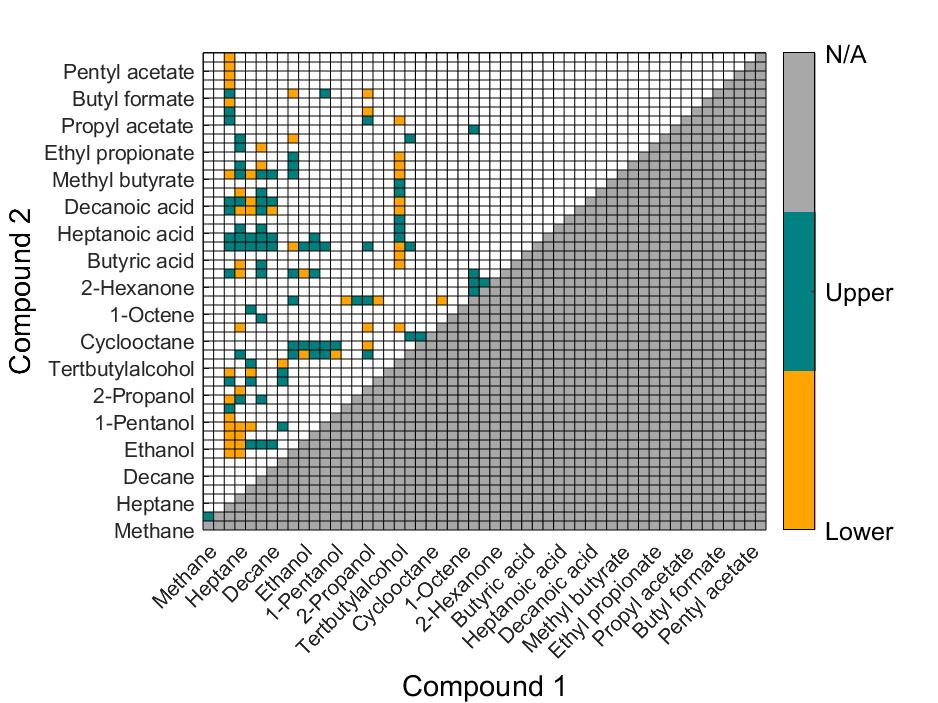 N/A
Pentyl acetate
Butyl formate
Propyl acetate
Ethyl propionate
Methyl butyrate
Decanoic acid
Heptanoic acid
Butyric acid
2-Hexanone
1-Octene
Cyclooctane
Tertbutylalcohol
2-Propanol
1-Pentanol
Ethanol
Decane
Heptane
Methane
Upper
Lower
Compound 2
Methane
Heptane
Decane
Ethanol
1-Pentanol
2-Propanol
Tertbutylalcohol
Cyclooctane
1-Octene
2-Hexanone
Butyric acid
Heptanoic acid
Decanoic acid
Methyl butyrate
Ethyl propionate
Propyl acetate
Butyl formate
Pentyl acetate
Compound 1